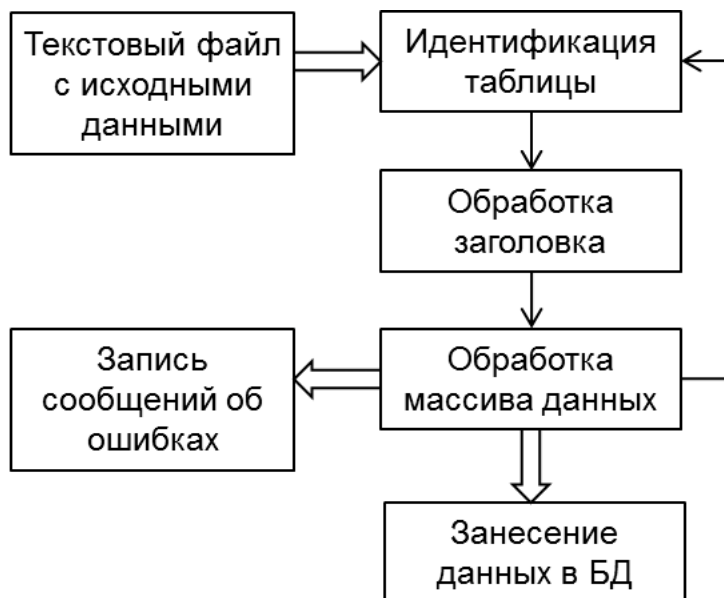 Текстовый файл
с исходными
данными
Идентификация
таблицы
Обработка
заголовка
Запись
сообщений об
ошибках
Обработка
массива данных
Занесение
данных в БД